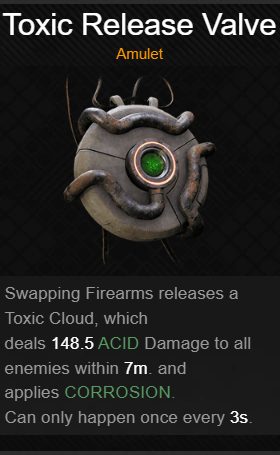 Toxic Release Valve
Amulet
Swapping Firearms releases a
Toxic Cloud, which
deals 148.5 ACID Damage to all
enemies within 7m. and
applies CORROSION.
Can only happen once every 3s.